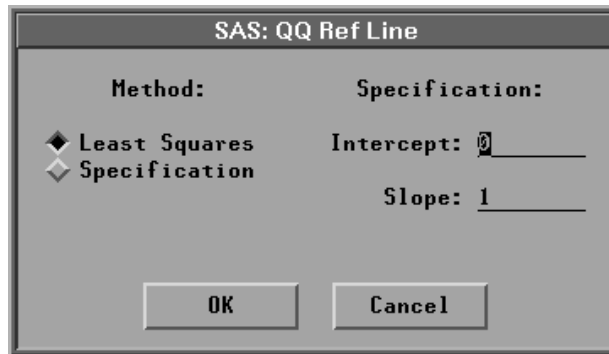 SAS: QQ Ref Line
Method:
Least Squares
Specification
Specification:
Intercept: 0
Slope: 1
OK
Cancel